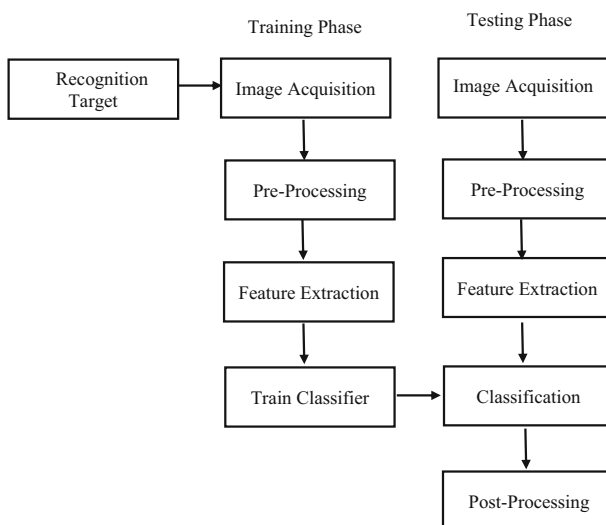 Training Phase
Testing Phase
Recognition
Target
Image Acquisition
Image Acquisition
Pre-Processing
Pre-Processing
Feature Extraction
Feature Extraction
Train Classifier
Classification
Post-Processing